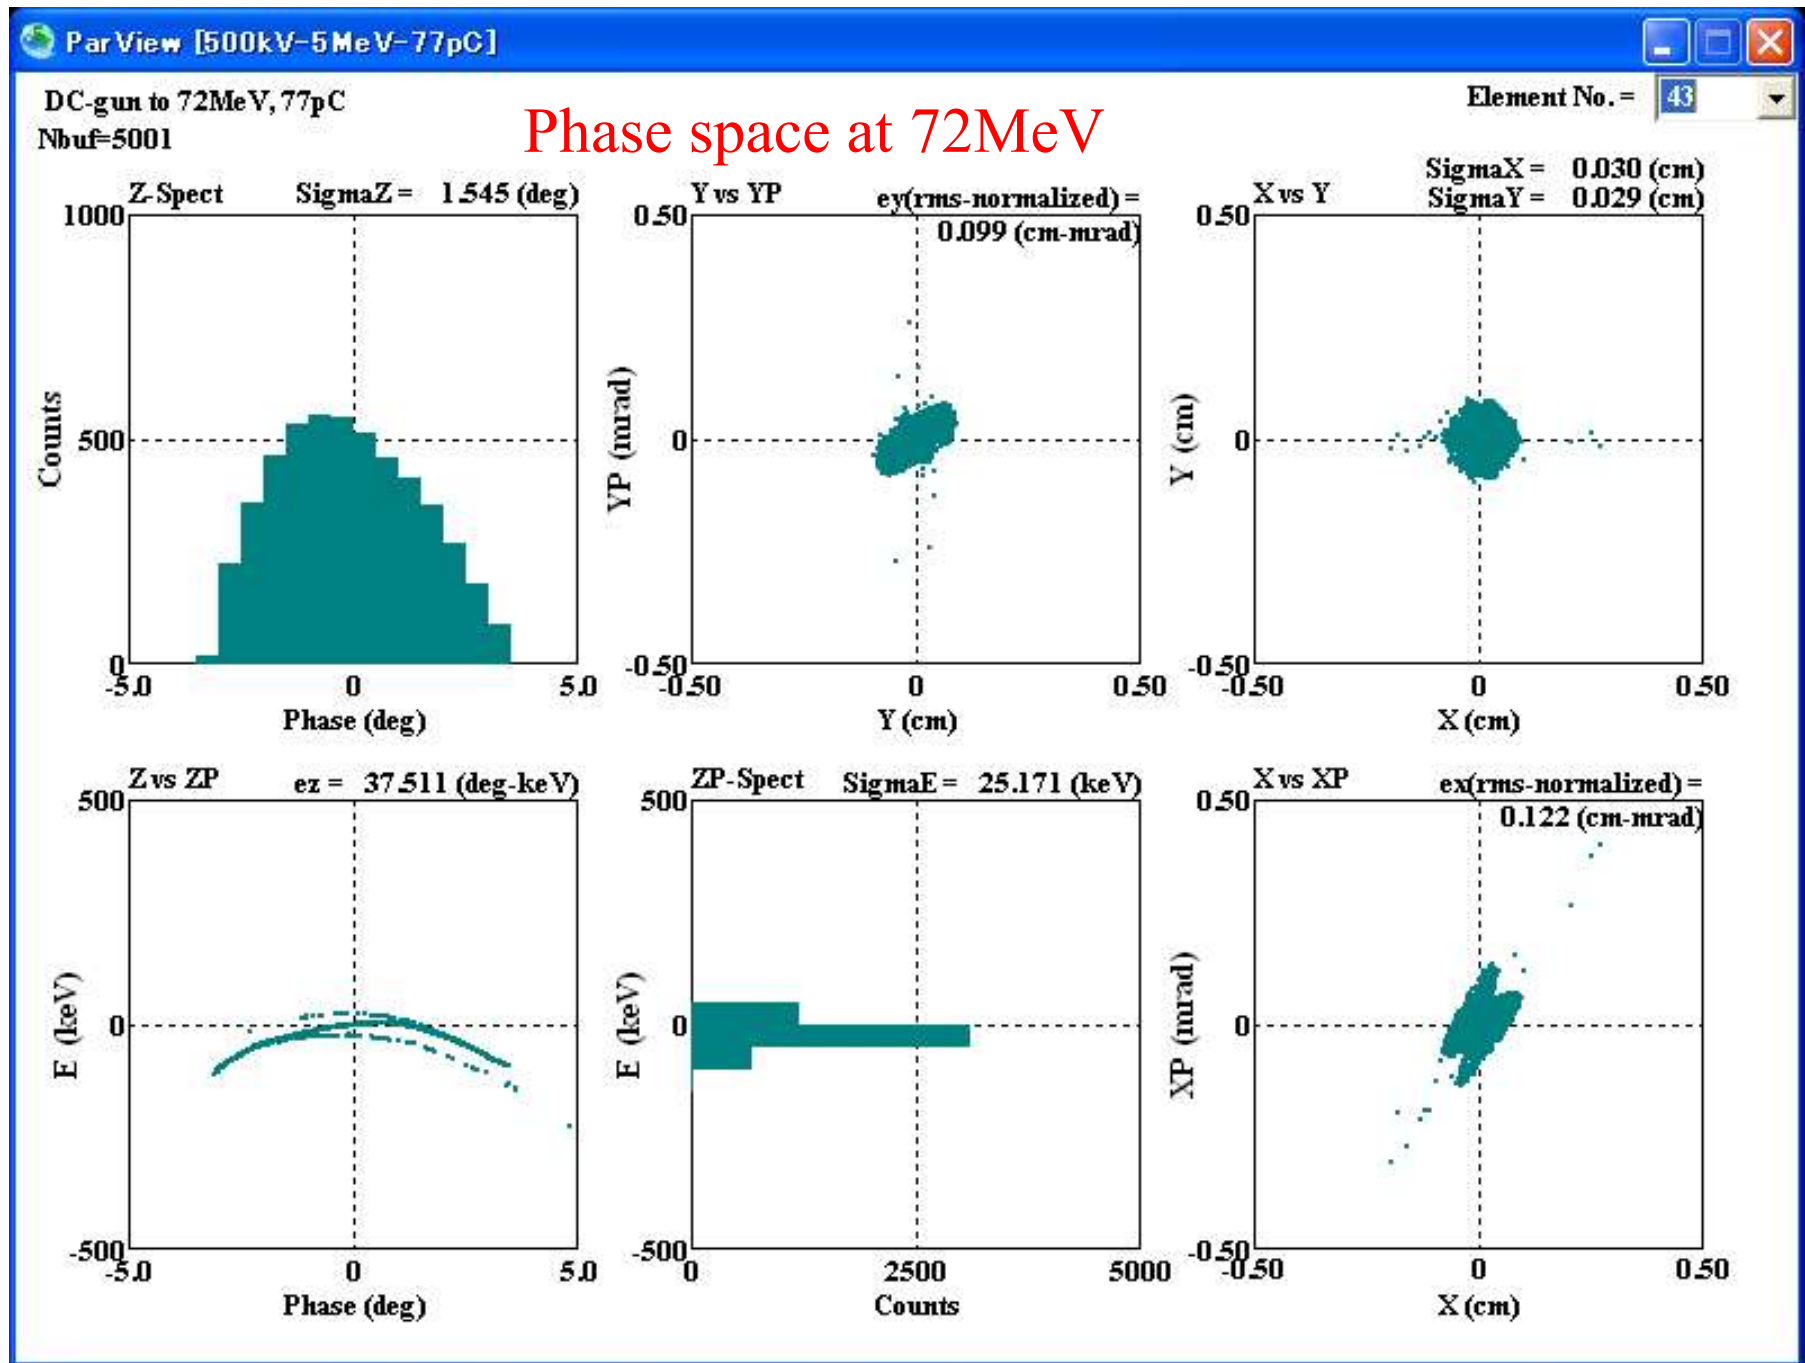 ParView [500kV-5MeV-77pC]
DC-gun to 72MeV, 77pC
Nbuf=5001
Phase space at 72MeV
Element No. = 43
Z-Spect SigmaZ = 1.545 (deg)
1000
500
0
Counts
-5.0 0 5.0
Phase (deg)
Y vs YP ey(rms-normalized) =
0.099 (cm-mrad)
0.50
0
-0.50
YP (mrad)
-0.50 0 0.50
Y (cm)
SigmaX = 0.030 (cm)
X vs Y SigmaY = 0.029 (cm)
0.50
0
-0.50
Y (cm)
-0.50 0 0.50
X (cm)
Z vs ZP ez = 37.511 (deg-keV)
500
0
-500
E (keV)
-5.0 0 5.0
Phase (deg)
ZP-Spect SigmaE = 25.171 (keV)
500
0
-500
E (keV)
0 2500 5000
Counts
X vs XP ex(rms-normalized) =
0.122 (cm-mrad)
0.50
0
-0.50
XP (mrad)
-0.50 0 0.50
X (cm)